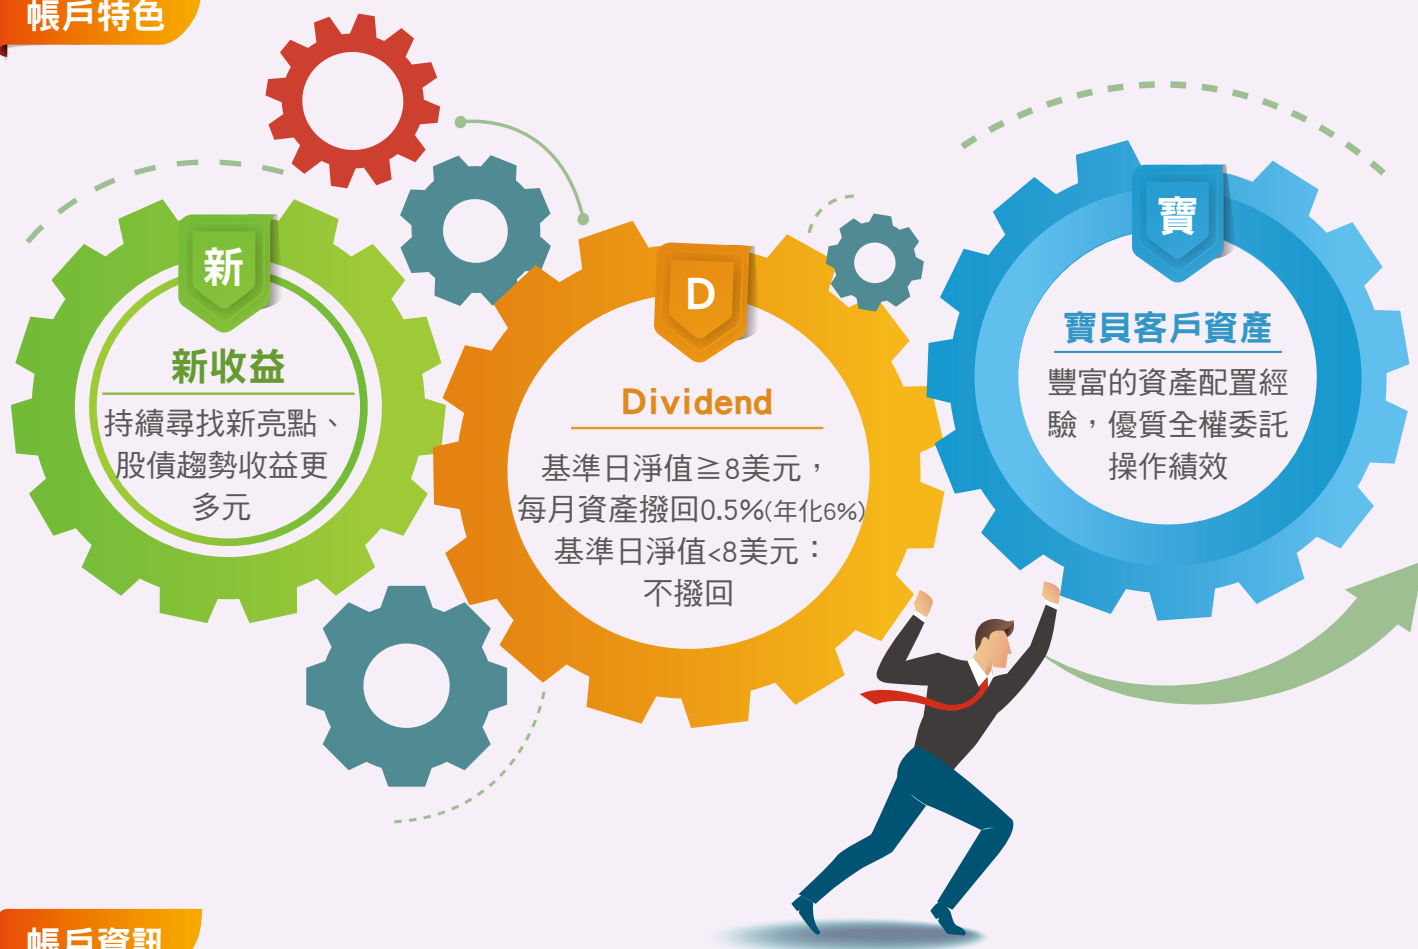 帳戶特色
新
新收益
持續尋找新亮點、
股債趨勢收益更
多元
D
Dividend
基準日淨值≧8美元，
每月資產撥回0.5%(年化6%)
基準日淨值<8美元：
不撥回
寶
寶貝客戶資產
豐富的資產配置經
驗，優質全權委託
操作績效
帳戶資訊